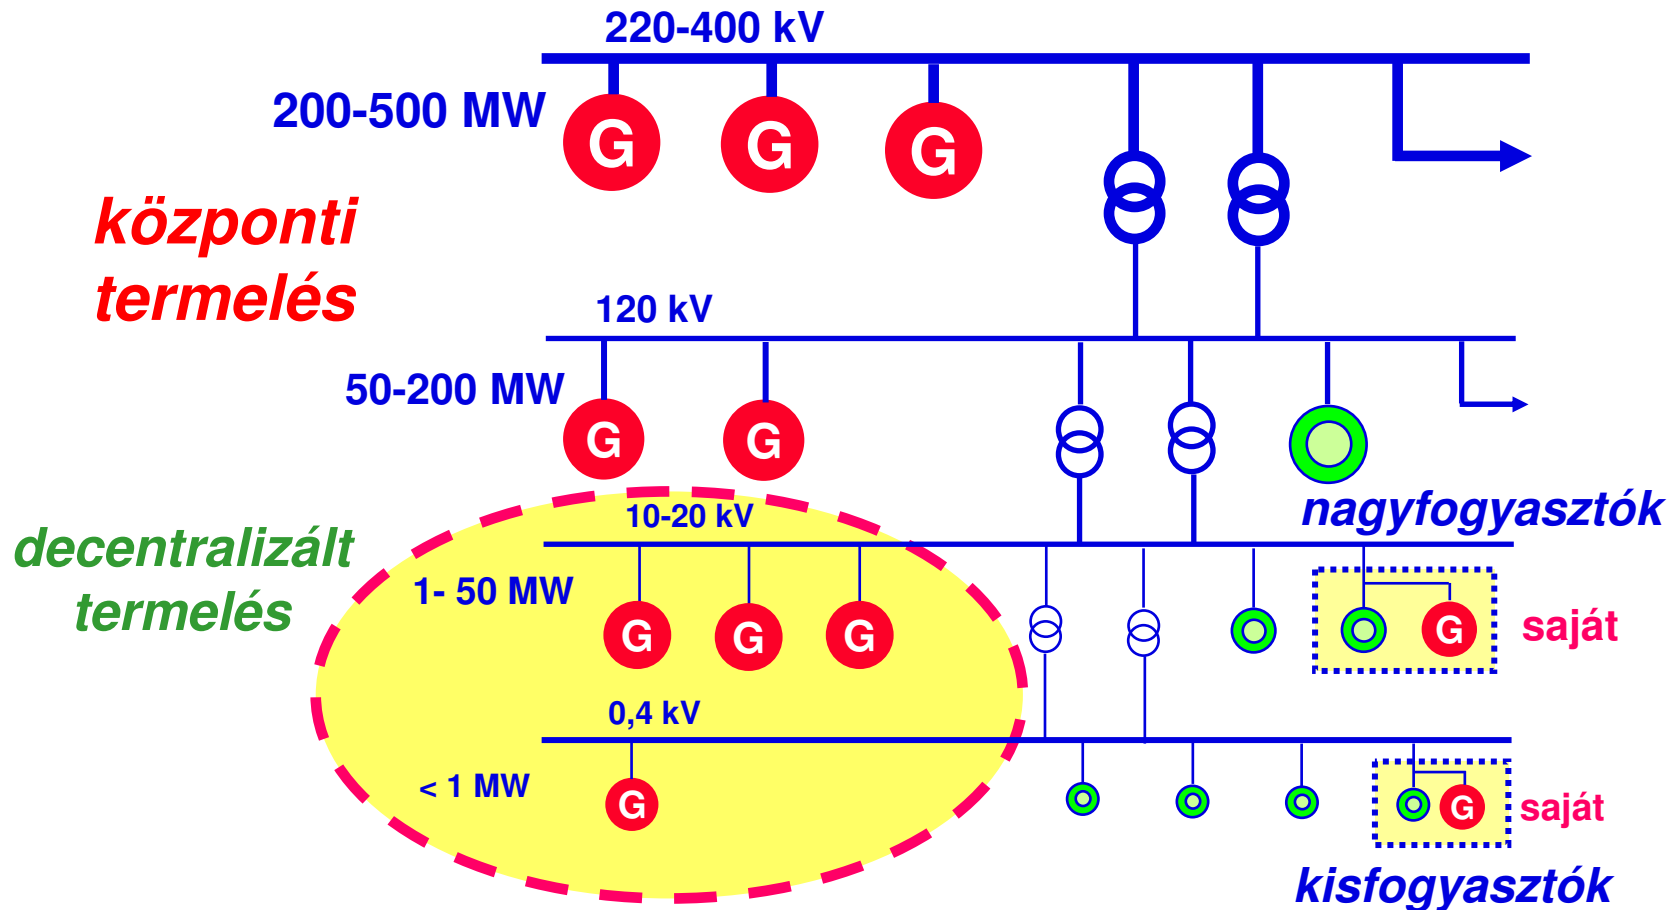 220-400 kV
200-500 MW
G G G
központi
termelés
120 kV
50-200 MW
G G
nagyfogyasztók
10-20 kV
decentralizált
termelés
1- 50 MW
G G G G
saját
0,4 kV
< 1 MW
G G
saját
kisfogyasztók